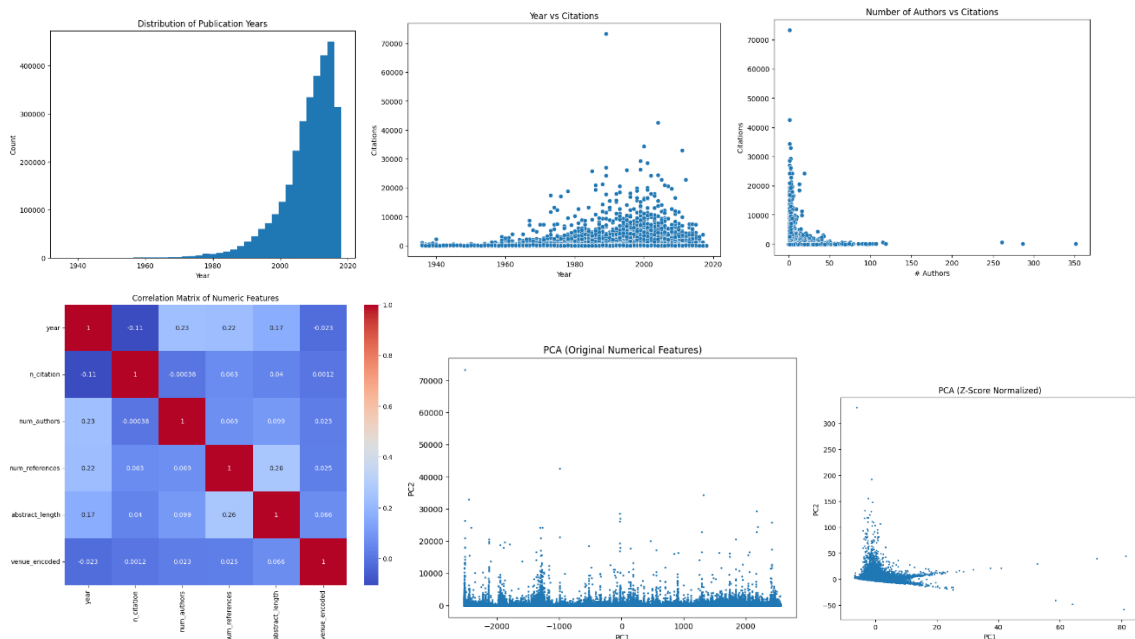 Distribution of Publication Years
400000
300000
200000
100000
0
Count
1940
1960
1980
2000
2020
Year
Year vs Citations
70000
60000
50000
40000
30000
20000
10000
0
Citations
1940
1960
1980
2000
2020
Year
Number of Authors vs Citations
70000
60000
50000
40000
30000
20000
10000
0
Citations
0
50
100
150
200
250
300
350
# Authors
Correlation Matrix of Numeric Features
year
1 -0.11 0.23 0.22 0.17 -0.023
n_citation
-0.11 1 -0.00038 0.063 0.04 0.0012
num_authors
0.23 -0.00038 1 0.069 0.099 0.023
num_references
0.22 0.063 0.069 1 0.26 0.025
abstract_length
0.17 0.04 0.099 0.26 1 0.066
venue_encoded
-0.023 0.0012 0.023 0.025 0.066 1
year
n_citation
num_authors
num_references
abstract_length
venue_encoded
1.0
0.8
0.6
0.4
0.2
0.0
PCA (Original Numerical Features)
70000
60000
50000
40000
30000
20000
10000
0
PC2
−2000
−1000
0
1000
2000
PC1
PCA (Z-Score Normalized)
300
250
200
150
100
50
0
−50
PC2
0
20
40
60
80
PC1